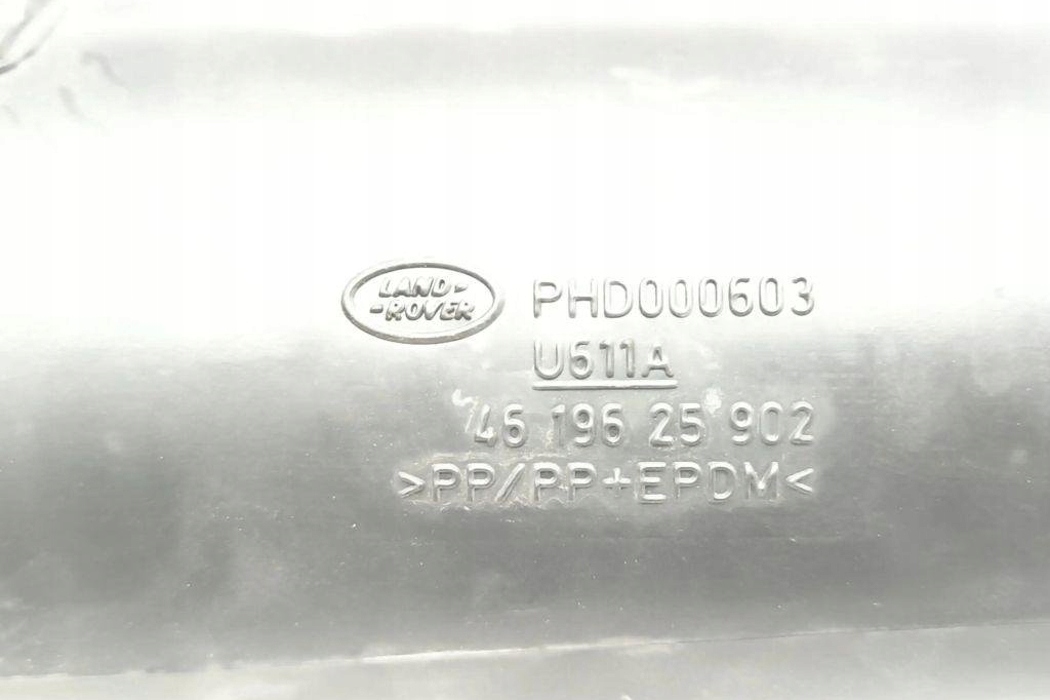 LAND-
-ROVER
PHD000603
U611A
46 196 25 902
>PP/PP+EPDM<